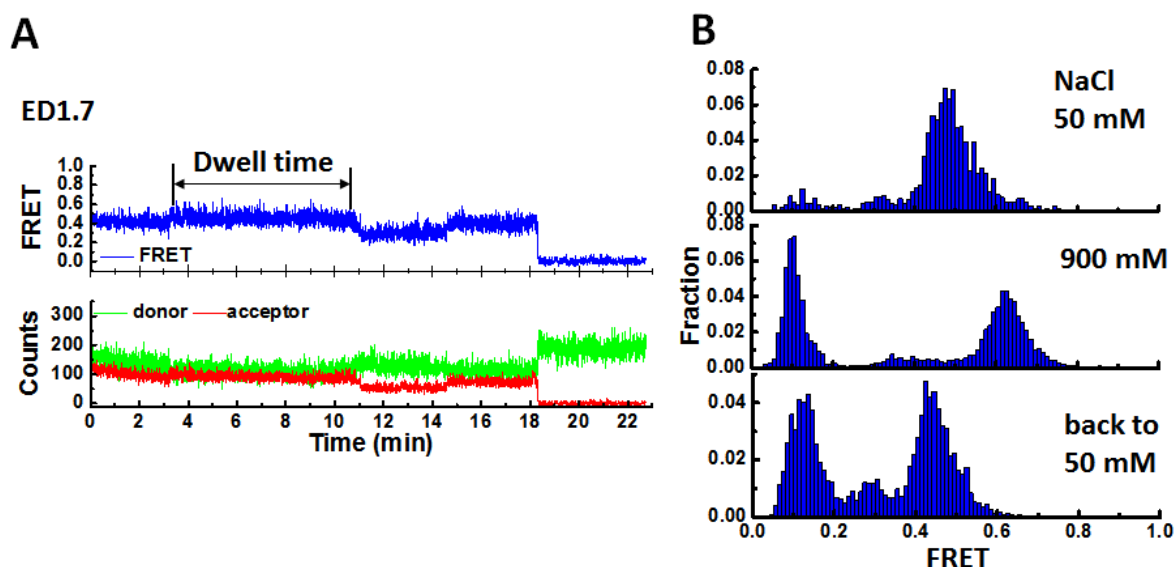 A
ED1.7
Dwell time
1.0
0.8
0.6
0.4
0.2
0.0
FRET
FRET
donor acceptor
300
200
100
0
Counts
0 2 4 6 8 10 12 14 16 18 20 22
Time (min)
B
0.08
0.06
0.04
0.02
0.00
NaCl
50 mM
0.08
0.06
0.04
0.02
0.00
900 mM
Fraction
0.04
0.02
0.00
back to
50 mM
0.0 0.2 0.4 0.6 0.8 1.0
FRET